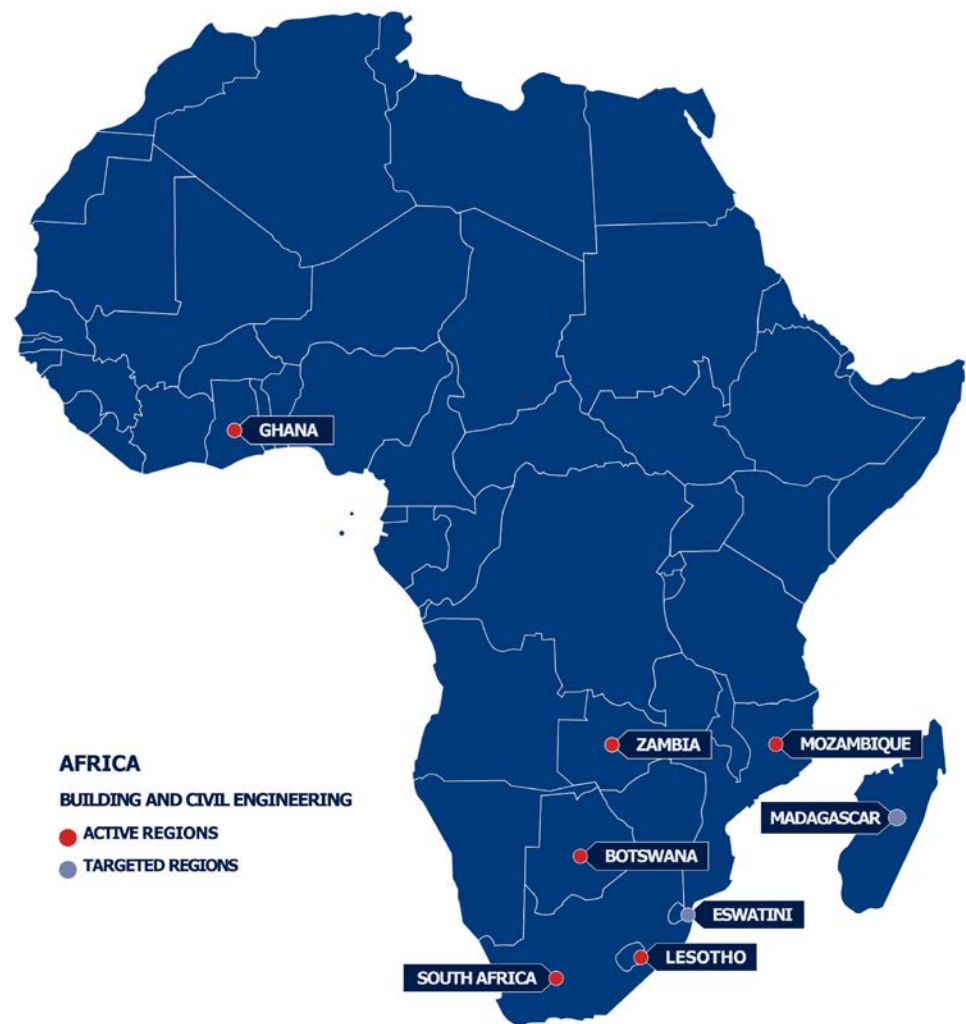 GHANA
ZAMBIA
MOZAMBIQUE
AFRICA
BUILDING AND CIVIL ENGINEERING
ACTIVE REGIONS
TARGETED REGIONS
MADAGASCAR
BOTSWANA
ESWATINI
LESOTHO
SOUTH AFRICA